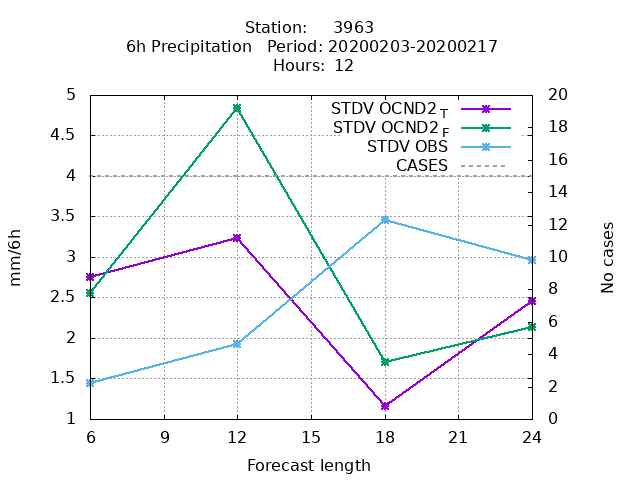 Station: 3963
6h Precipitation Period: 20200203-20200217
Hours: 12
STDV OCND2 T
STDV OCND2 F
STDV OBS
CASES
5
4.5
4
3.5
3
2.5
2
1.5
1
mm/6h
20
18
16
14
12
10
8
6
4
2
0
No cases
6 9 12 15 18 21 24
Forecast length